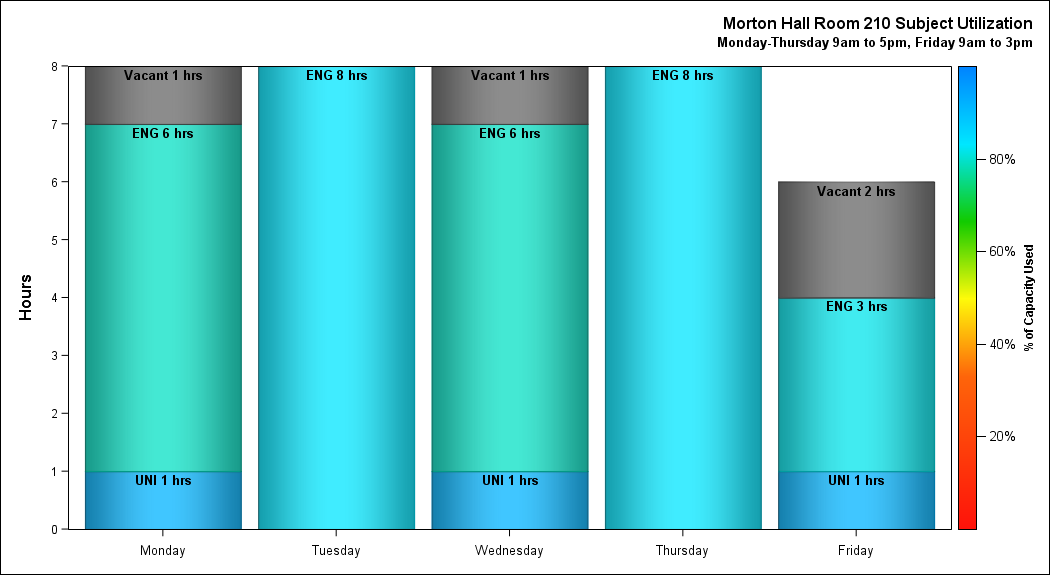 Morton Hall Room 210 Subject Utilization
Monday-Thursday 9am to 5pm, Friday 9am to 3pm
8
7
6
5
4
3
2
1
0
Hours
Vacant 1 hrs
ENG 6 hrs
UNI 1 hrs
ENG 8 hrs
Vacant 1 hrs
ENG 6 hrs
UNI 1 hrs
ENG 8 hrs
Vacant 2 hrs
ENG 3 hrs
UNI 1 hrs
Monday
Tuesday
Wednesday
Thursday
Friday
80%
60%
40%
20%
% of Capacity Used